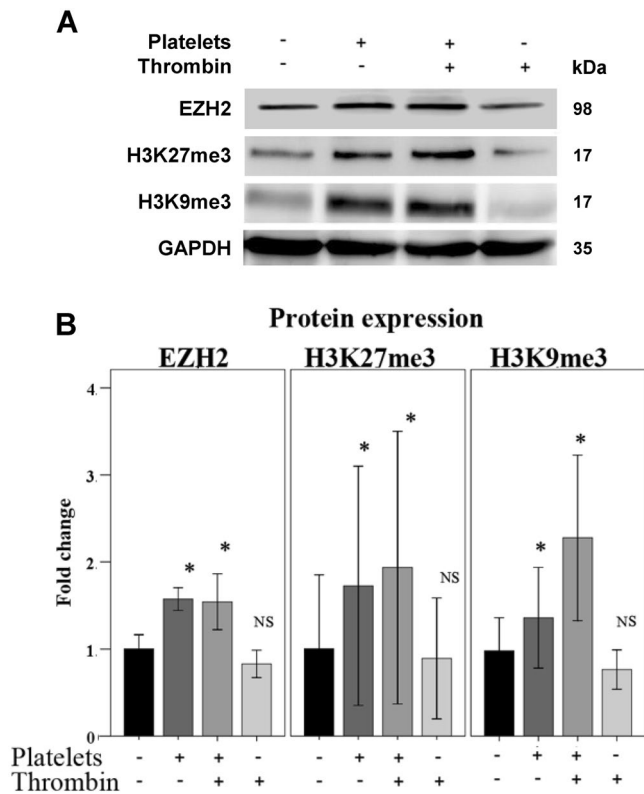 A
Platelets - + + -
Thrombin - - + + kDa
EZH2 98
H3K27me3 17
H3K9me3 17
GAPDH 35
B
Protein expression
EZH2 H3K27me3 H3K9me3
Fold change
4
3
2
1
0
* * NS
* * NS
* * NS
Platelets - + + - - + + - - + + -
Thrombin - - + + - - + + - - + +